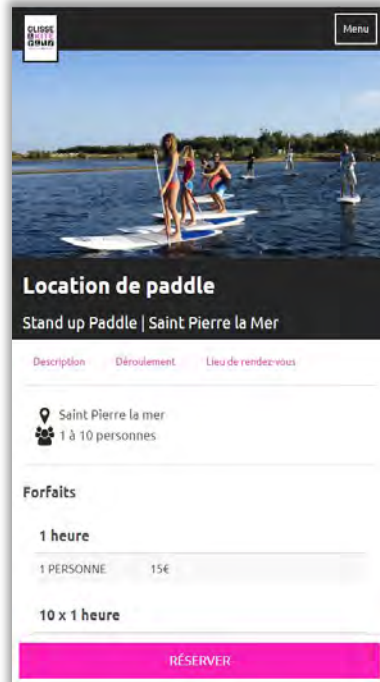 GLISSE
Menu
Location de paddle
Stand up Paddle | Saint Pierre la Mer
Description Déroulement Lieu de rendez-vous
Saint Pierre la mer
1 à 10 personnes
Forfaits
1 heure
1 PERSONNE 15€
10 x 1 heure
RÉSERVER